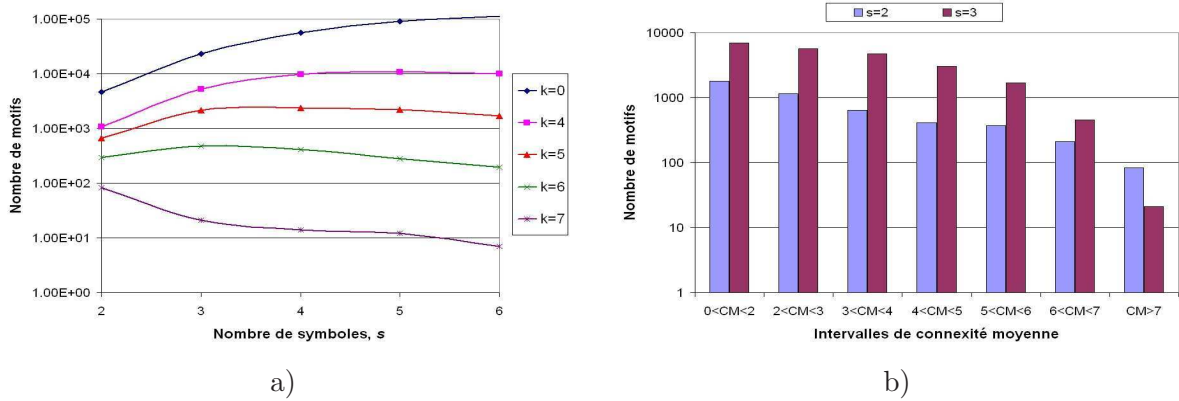 1.00E+05
1.00E+04
1.00E+03
1.00E+02
1.00E+01
1.00E+00
Nombre de motifs
2 3 4 5 6
Nombre de symboles, s
k=0
k=4
k=5
k=6
k=7
a)
s=2 s=3
10000
1000
100
10
1
Nombre de motifs
0<CM<2 2<CM<3 3<CM<4 4<CM<5 5<CM<6 6<CM<7 CM>7
Intervalles de connexité moyenne
b)